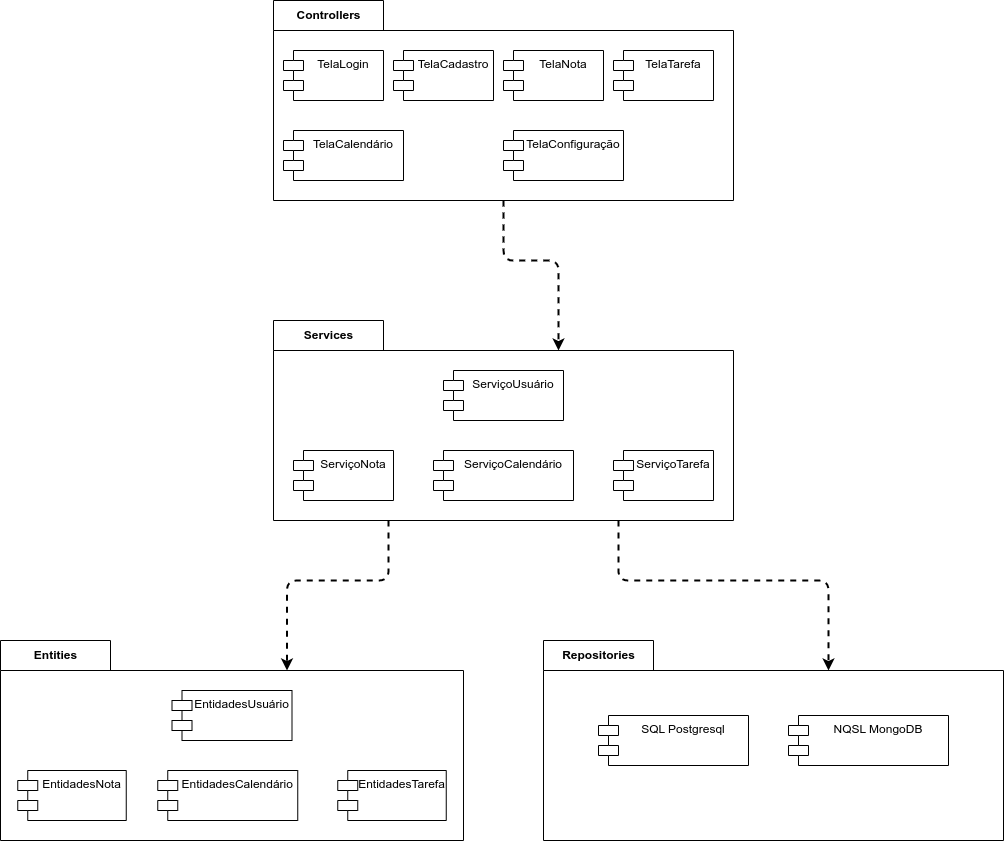 Controllers
TelaLogin
TelaCadastro
TelaNota
TelaTarefa
TelaCalendário
TelaConfiguração
Services
ServiçoUsuário
ServiçoNota
ServiçoCalendário
ServiçoTarefa
Entities
EntidadesUsuário
EntidadesNota
EntidadesCalendário
EntidadesTarefa
Repositories
SQL Postgresql
NQSL MongoDB